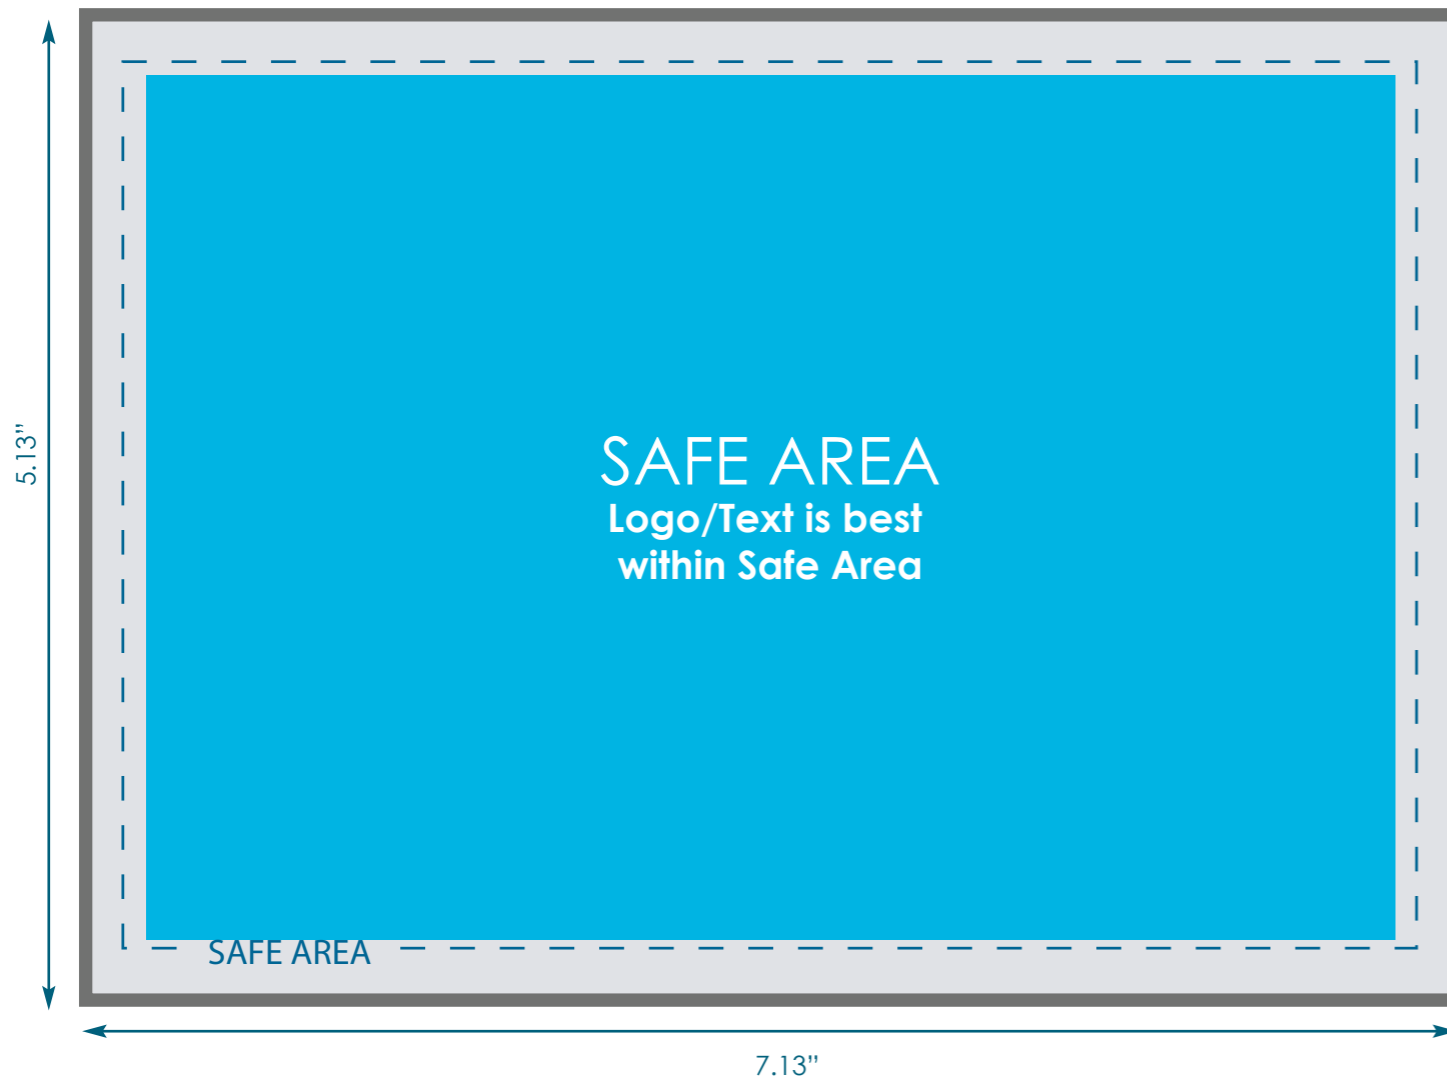 5.13”
SAFE AREA
Logo/Text is best
within Safe Area
SAFE AREA
7.13”